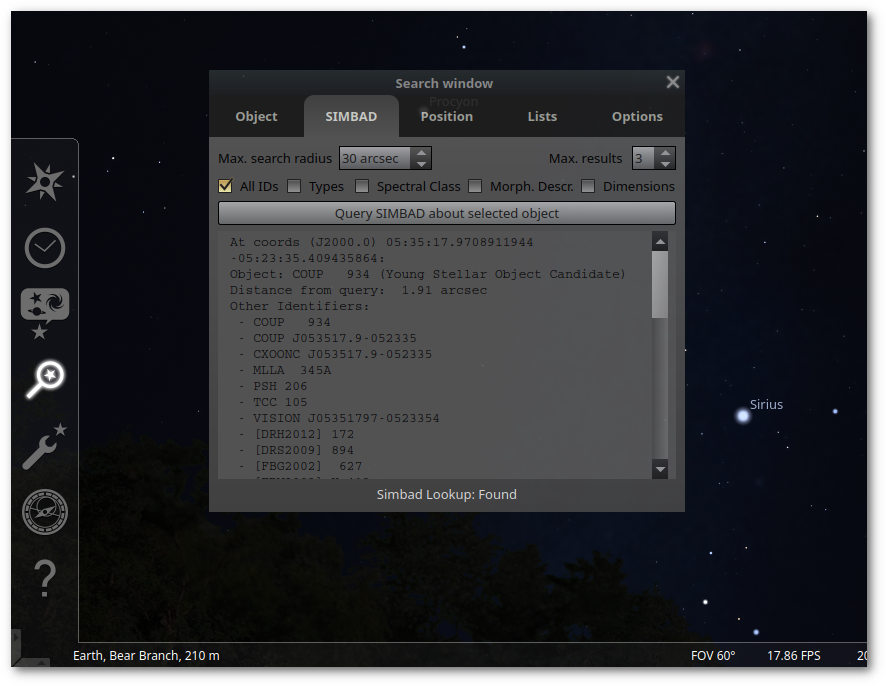 Search window
Procyon
Object SIMBAD Position Lists Options
Max. search radius 30 arcsec Max. results 3
All IDs Types Spectral Class Morph. Descr. Dimensions
Query SIMBAD about selected object
At coords (J2000.0) 05:35:17.9708911944
-05:23:35.409435864:
Object: COUP   934 (Young Stellar Object Candidate)
Distance from query:  1.91 arcsec
Other Identifiers:
- COUP   934
- COUP J053517.9-052335
- CXOONC J053517.9-052335
- MLLA  345A
- PSH 206
- TCC 105
- VISION J05351797-0523354
- [DRH2012] 172
- [DRS2009] 894
- [FBG2002]  627
Sirius
Simbad Lookup: Found
Earth, Bear Branch, 210 m FOV 60° 17.86 FPS 20